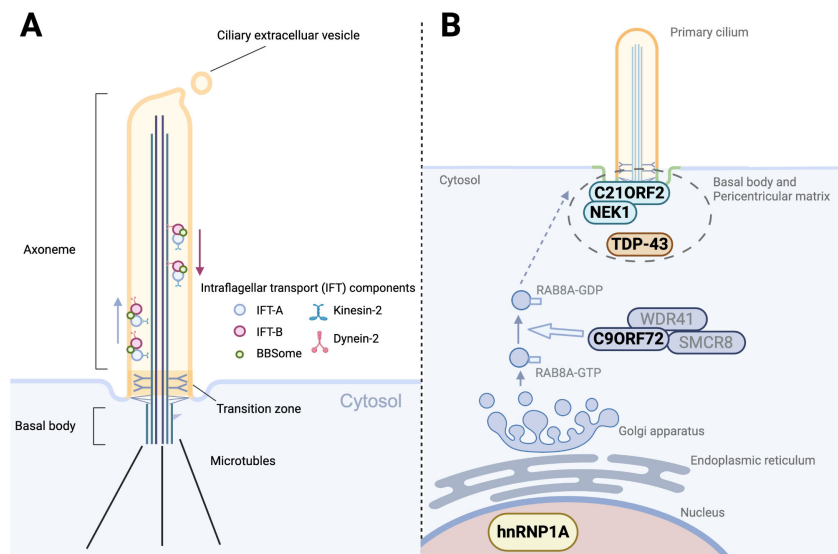 A
Ciliary extracelluar vesicle
Axoneme
Intraflagellar transport (IFT) components
IFT-A
Kinesin-2
IFT-B
Dynein-2
BBSome
Transition zone
Cytosol
Basal body
Microtubles
B
Primary cilium
Cytosol
Basal body and
Pericentricular matrix
C21ORF2
NEK1
TDP-43
RAB8A-GDP
WDR41
C9ORF72
SMCR8
RAB8A-GTP
Golgi apparatus
Endoplasmic reticulum
Nucleus
hnRNP1A